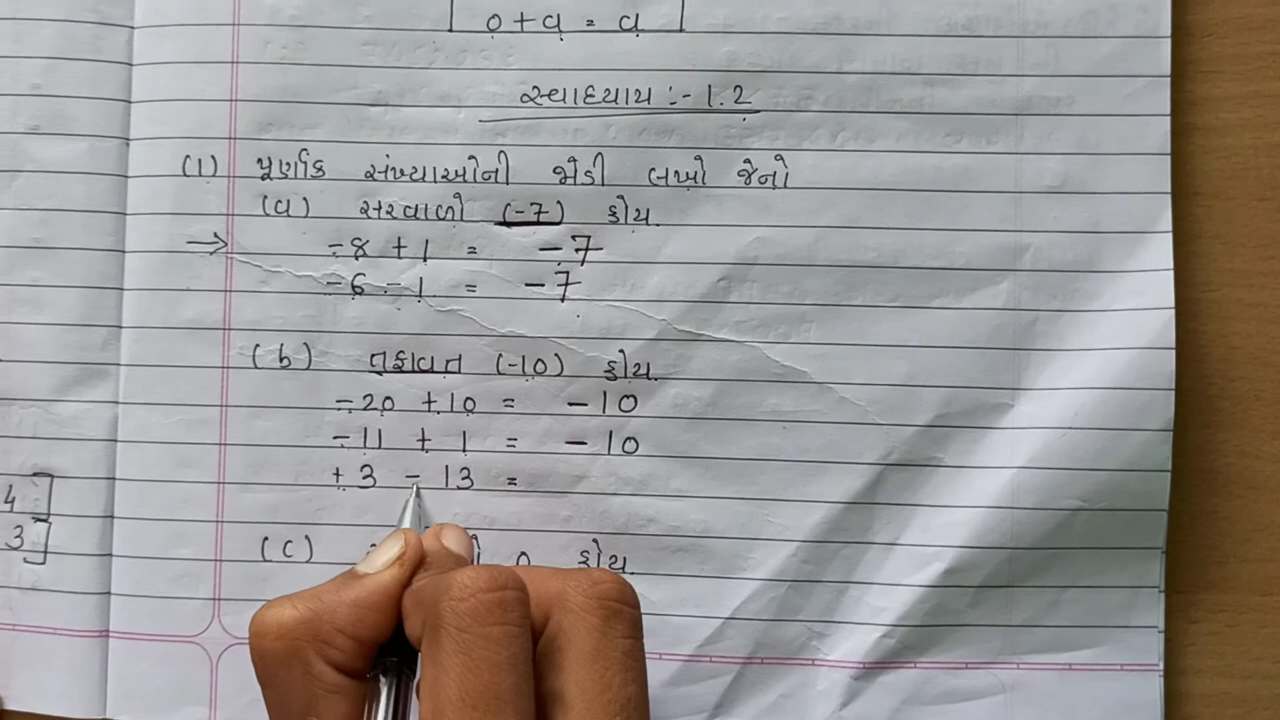 0 + a = a
સ્વાધ્યાય :- 1.2
(1) પૂર્ણાંક સંખ્યાઓની જોડી લખો જેનો
(a) સરવાળો (-7) હોય.
→ -8 + 1 = -7
-6 - 1 = -7
(b) તફાવત (-10) હોય.
-20 + 10 = -10
-11 + 1 = -10
+3 - 13 =
4
3
(c) 0 હોય.